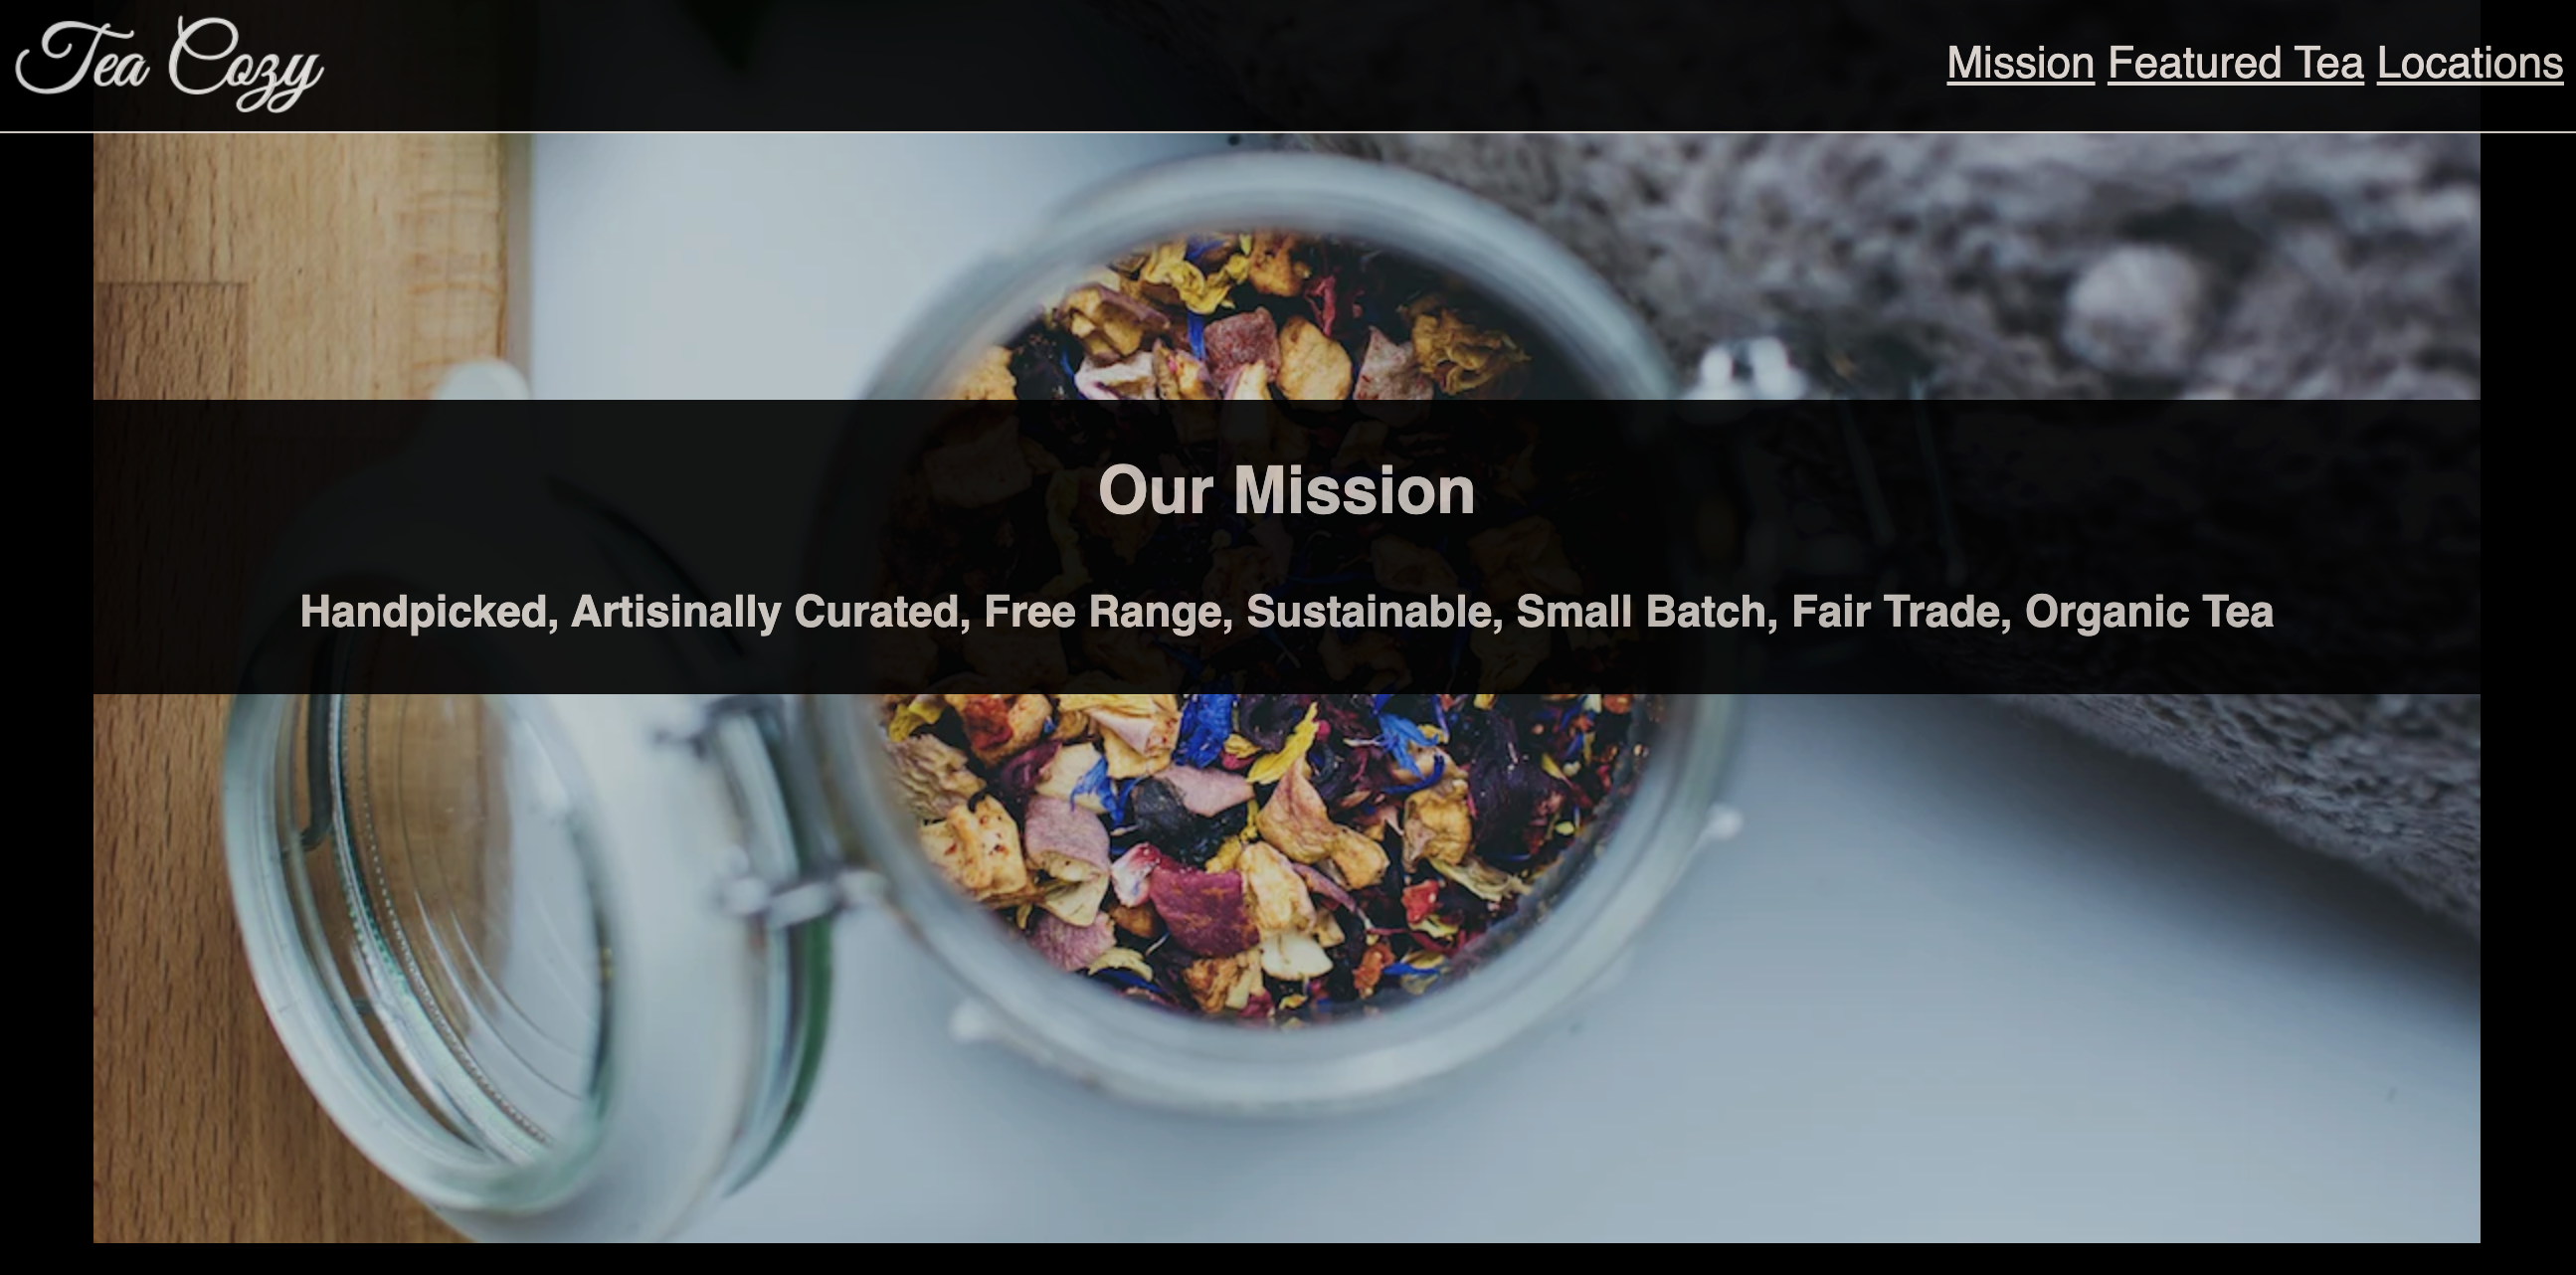 Tea Cozy
Mission Featured Tea Locations
Our Mission
Handpicked, Artisinally Curated, Free Range, Sustainable, Small Batch, Fair Trade, Organic Tea